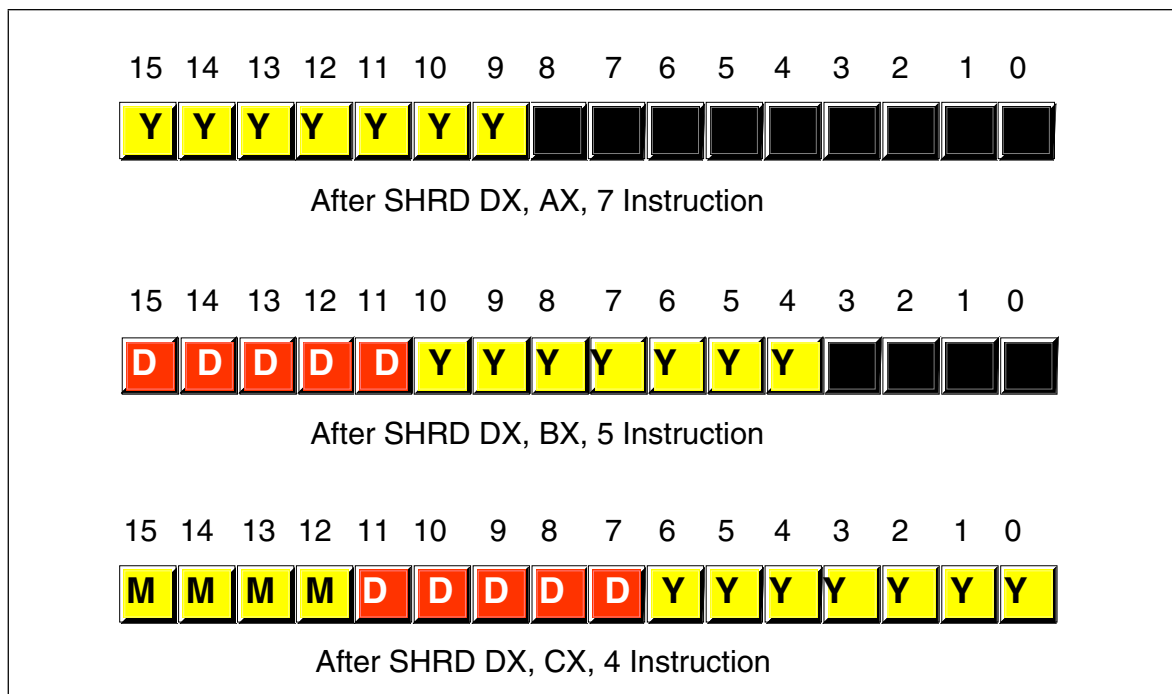 15 14 13 12 11 10 9 8 7 6 5 4 3 2 1 0
Y Y Y Y Y Y Y
After SHRD DX, AX, 7 Instruction
15 14 13 12 11 10 9 8 7 6 5 4 3 2 1 0
D D D D D Y Y Y Y Y Y Y
After SHRD DX, BX, 5 Instruction
15 14 13 12 11 10 9 8 7 6 5 4 3 2 1 0
M M M M D D D D D Y Y Y Y Y Y Y
After SHRD DX, CX, 4 Instruction